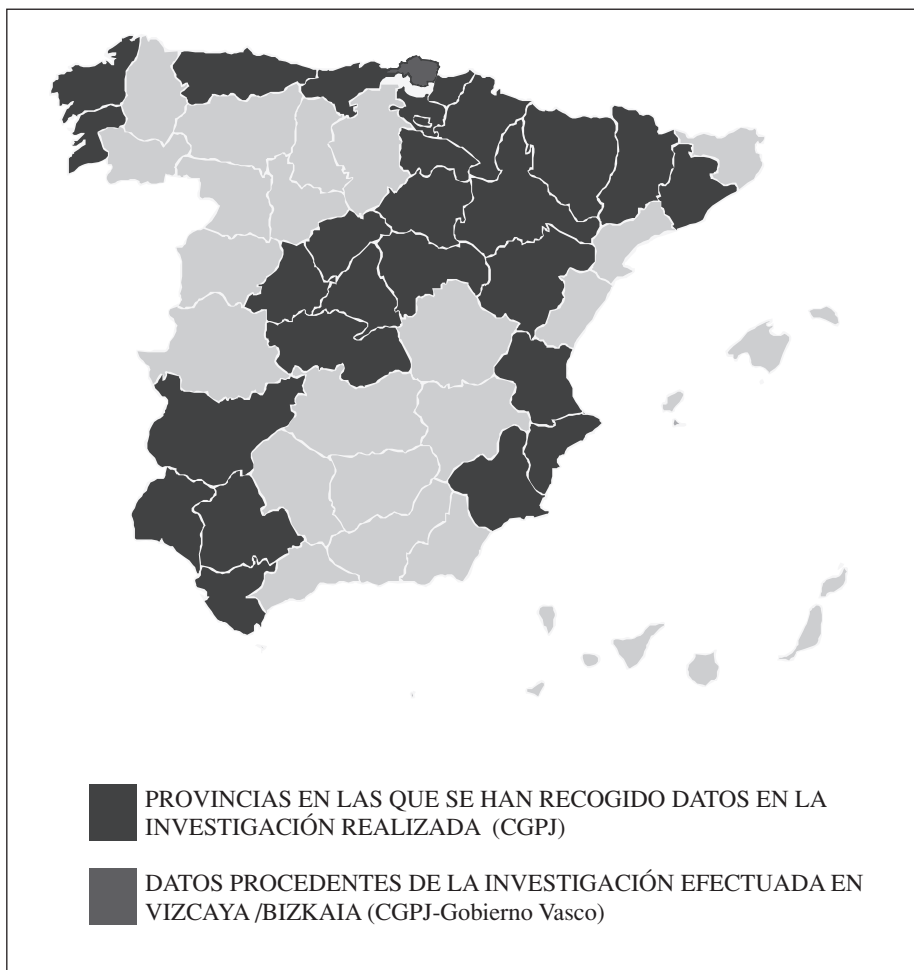 PROVINCIAS EN LAS QUE SE HAN RECOGIDO DATOS EN LA
INVESTIGACIÓN REALIZADA (CGPJ)
DATOS PROCEDENTES DE LA INVESTIGACIÓN EFECTUADA EN
VIZCAYA /BIZKAIA (CGPJ-Gobierno Vasco)